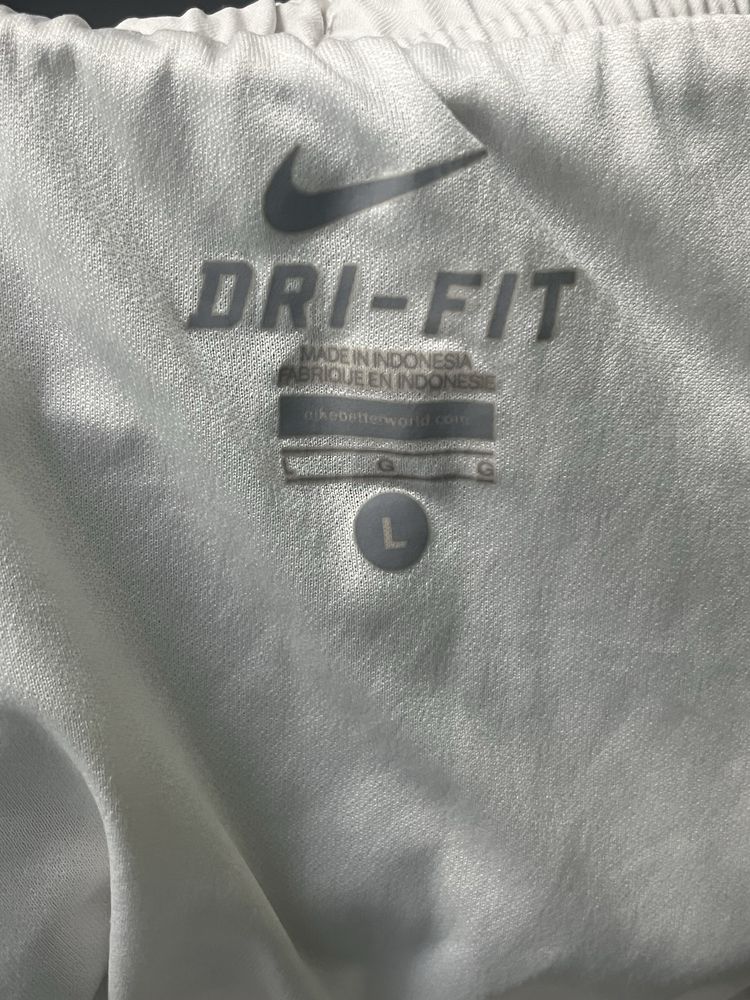 DRI-FIT
MADE IN INDONESIA
FABRIQUE EN INDONESIE
nikebetterworld.com
L G G
L